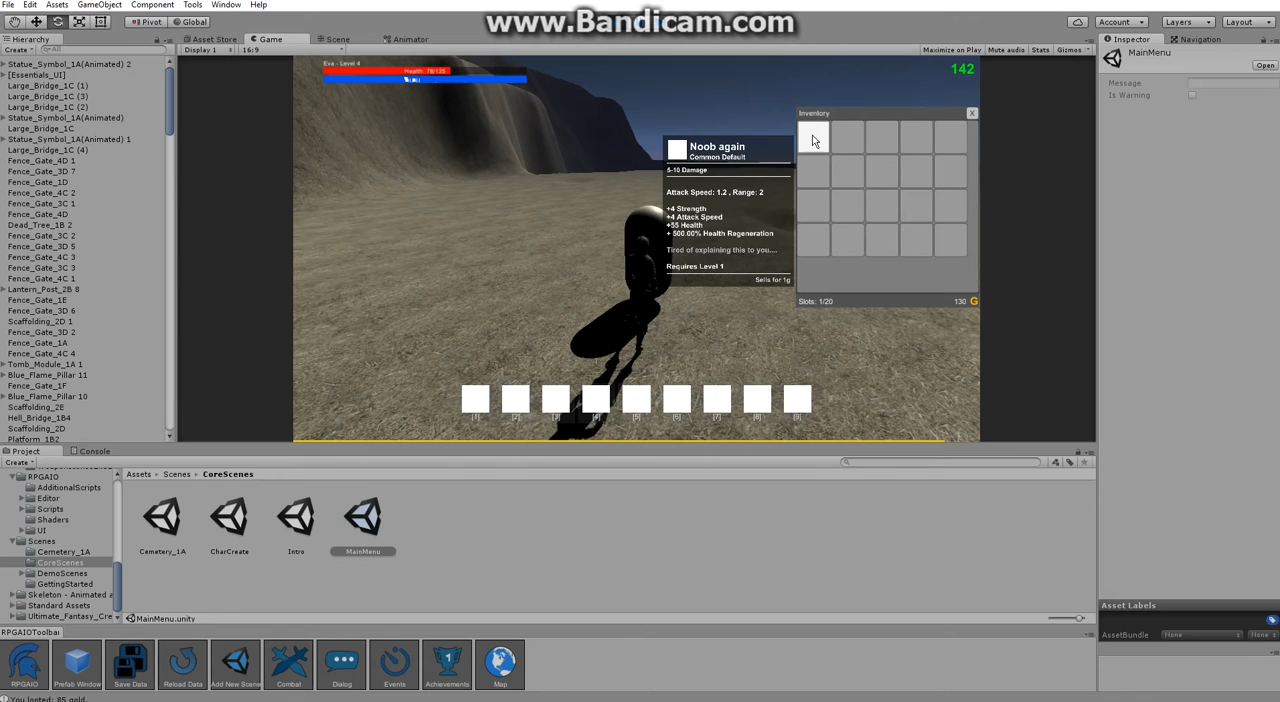 File Edit Assets GameObject Component Tools Window Help
www.Bandicam.com
Pivot Global
Account Layers Layout
Hierarchy
Asset Store Game Scene Animator
Inspector Navigation
Create All
Display 1 16:9
Maximize on Play Mute audio Stats Gizmos
MainMenu
Open
Message
Is Warning
Statue_Symbol_1A(Animated) 2
[Essentials_UI]
Large_Bridge_1C (1)
Large_Bridge_1C (3)
Large_Bridge_1C (2)
Statue_Symbol_1A(Animated)
Large_Bridge_1C
Statue_Symbol_1A(Animated) 1
Large_Bridge_1C (4)
Fence_Gate_4D 1
Fence_Gate_3D 7
Fence_Gate_1D
Fence_Gate_4C 2
Fence_Gate_3C 1
Fence_Gate_4D
Dead_Tree_1B 2
Fence_Gate_3C 2
Fence_Gate_3D 5
Fence_Gate_4C 3
Fence_Gate_3C 3
Fence_Gate_4C 1
Lantern_Post_2B 8
Fence_Gate_1E
Fence_Gate_3D 6
Scaffolding_2D 1
Fence_Gate_3D 2
Fence_Gate_1A
Fence_Gate_4C 4
Tomb_Module_1A 1
Blue_Flame_Pillar 11
Fence_Gate_1F
Blue_Flame_Pillar 10
Scaffolding_2E
Hell_Bridge_1B4
Scaffolding_2D
Platform_1B2
Eva - Level 4
Health: 78/135
142
Inventory
X
Noob again
Common Default
5-10 Damage
Attack Speed: 1.2 , Range: 2
+4 Strength
+4 Attack Speed
+55 Health
+ 500.00% Health Regeneration
Tired of explaining this to you....
Requires Level 1
Sells for 1g
Slots: 1/20
130 G
[1] [2] [3] [4] [5] [6] [7] [8] [9]
Project Console
Create
RPGAIO
AdditionalScripts
Editor
Scripts
Shaders
UI
Scenes
Cemetery_1A
CoreScenes
DemoScenes
GettingStarted
Skeleton - Animated a
Standard Assets
Ultimate_Fantasy_Cre
Assets Scenes CoreScenes
Cemetery_1A CharCreate Intro MainMenu
MainMenu.unity
Asset Labels
AssetBundle None None
RPGAIOToolbar
RPGAIO Prefab Window Save Data Reload Data Add New Scene Combat Dialog Events Achievements Map
You looted: 85 gold.